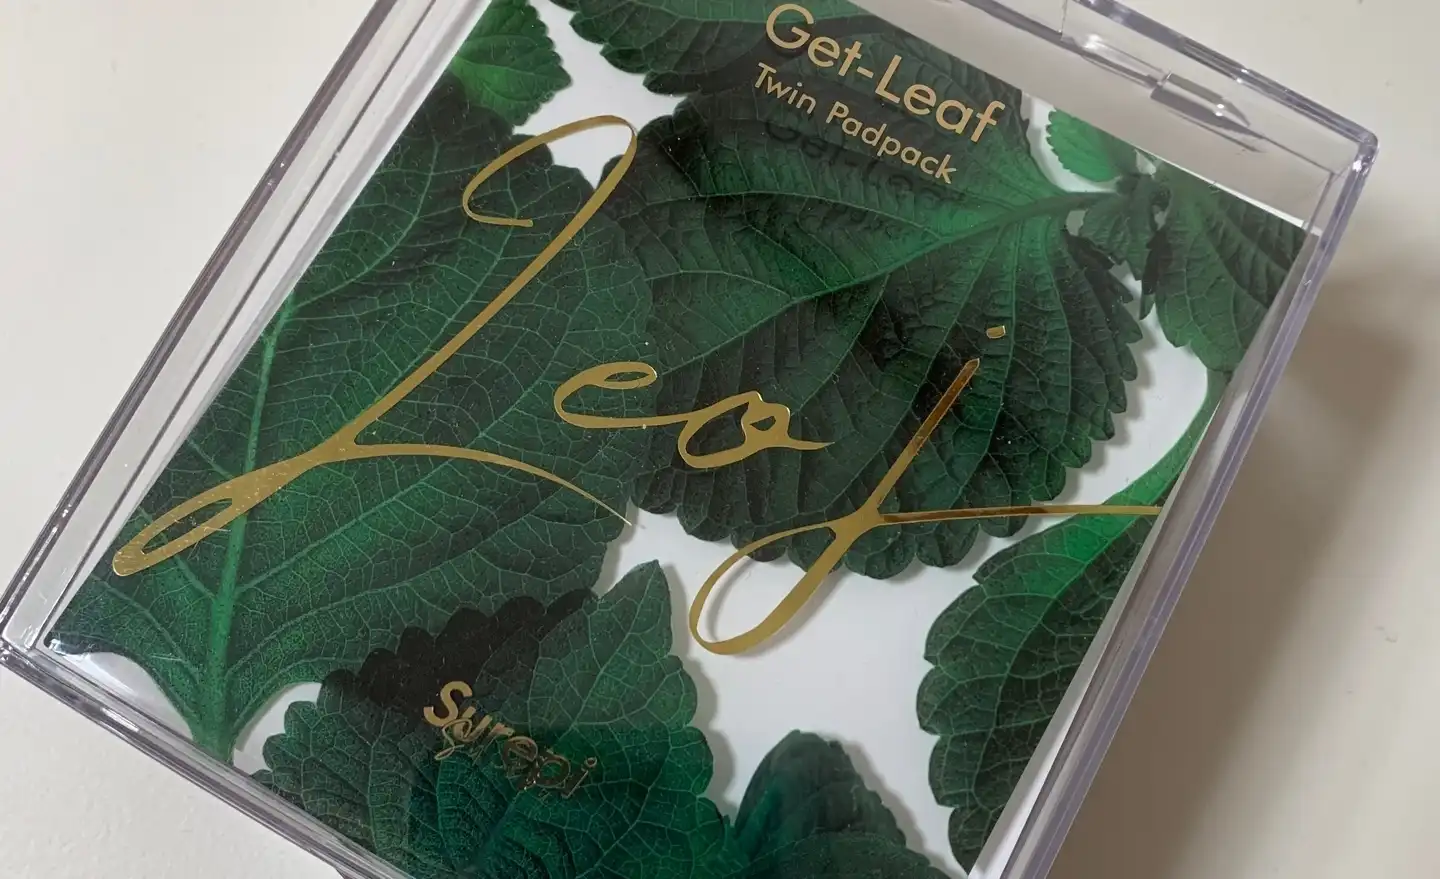 Get-Leaf
Twin Padpack
Leaf
Surepi